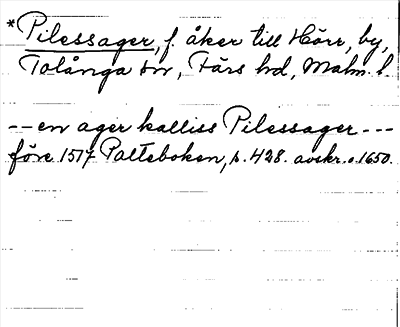 *Pilessager, f. åker till Hörr, by,
Tolånga sn, Färs hd, Malm. l.
-- en ager kalliss Pilessager ---
före 1517 Palteboken, s. 428. avskr. o. 1650.